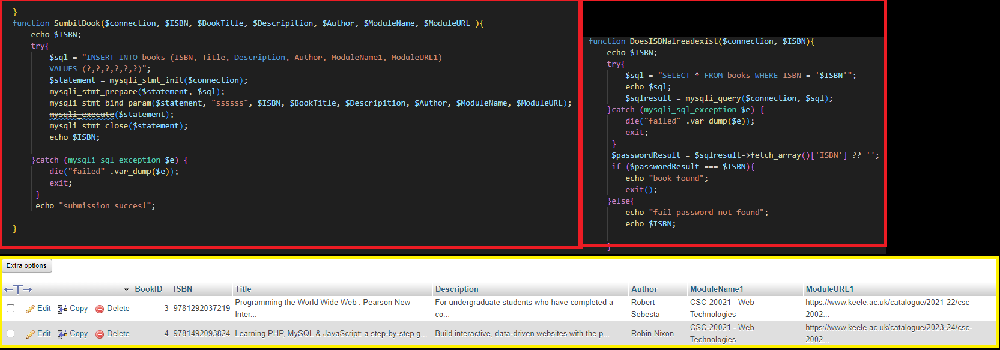 }
function SumbitBook($connection, $ISBN, $BookTitle, $Descripition, $Author, $ModuleName, $ModuleURL ){
echo $ISBN;
try{
$sql = "INSERT INTO books (ISBN, Title, Description, Author, ModuleName1, ModuleURL1)
VALUES (?,?,?,?,?,?)";
$statement = mysqli_stmt_init($connection);
mysqli_stmt_prepare($statement, $sql);
mysqli_stmt_bind_param($statement, "ssssss", $ISBN, $BookTitle, $Descripition, $Author, $ModuleName, $ModuleURL);
mysqli_execute($statement);
mysqli_stmt_close($statement);
echo $ISBN;
}catch (mysqli_sql_exception $e) {
die("failed" .var_dump($e));
exit;
}
echo "submission succes!";
}
function DoesISBNalreadexist($connection, $ISBN){
echo $ISBN;
try{
$sql = "SELECT * FROM books WHERE ISBN = '$ISBN'";
echo $sql;
$sqlresult = mysqli_query($connection, $sql);
}catch (mysqli_sql_exception $e) {
die("failed" .var_dump($e));
exit;
}
$passwordResult = $sqlresult->fetch_array()['ISBN'] ?? '';
if ($passwordResult === $ISBN){
echo "book found";
exit();
}else{
echo "fail password not found";
echo $ISBN;
}
Extra options
←T→ BookID ISBN Title Description Author ModuleName1 ModuleURL1
Edit Copy Delete 3 9781292037219 Programming the World Wide Web : Pearson New Inter... For undergraduate students who have completed a co... Robert Sebesta CSC-20021 - Web Technologies https://www.keele.ac.uk/catalogue/2021-22/csc-2002...
Edit Copy Delete 4 9781492093824 Learning PHP, MySQL & JavaScript: a step-by-step g... Build interactive, data-driven websites with the p... Robin Nixon CSC-20021 - Web Technologies https://www.keele.ac.uk/catalogue/2023-24/csc-2002...